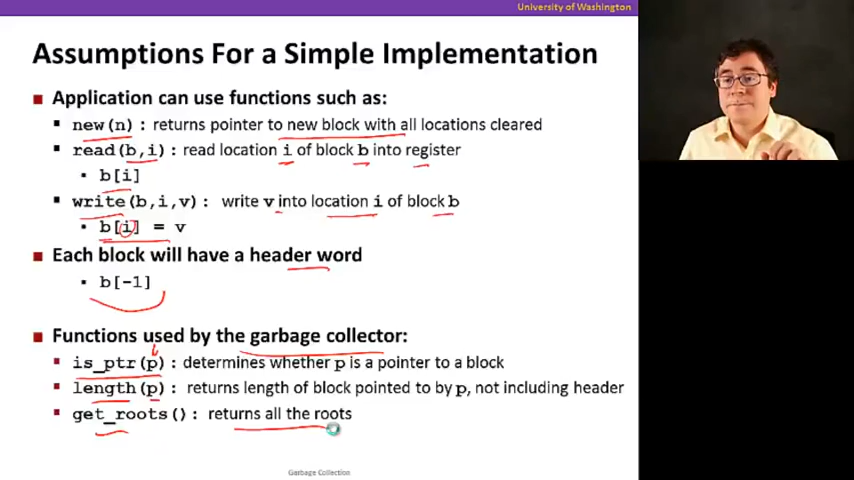 University of Washington
Assumptions For a Simple Implementation
■ Application can use functions such as:
▪ new(n) : returns pointer to new block with all locations cleared
▪ read(b,i) : read location i of block b into register
▪ b[i]
▪ write(b,i,v) : write v into location i of block b
▪ b[i] = v
■ Each block will have a header word
▪ b[-1]
■ Functions used by the garbage collector:
▪ is_ptr(p) : determines whether p is a pointer to a block
▪ length(p) : returns length of block pointed to by p, not including header
▪ get_roots() : returns all the roots
Garbage Collection